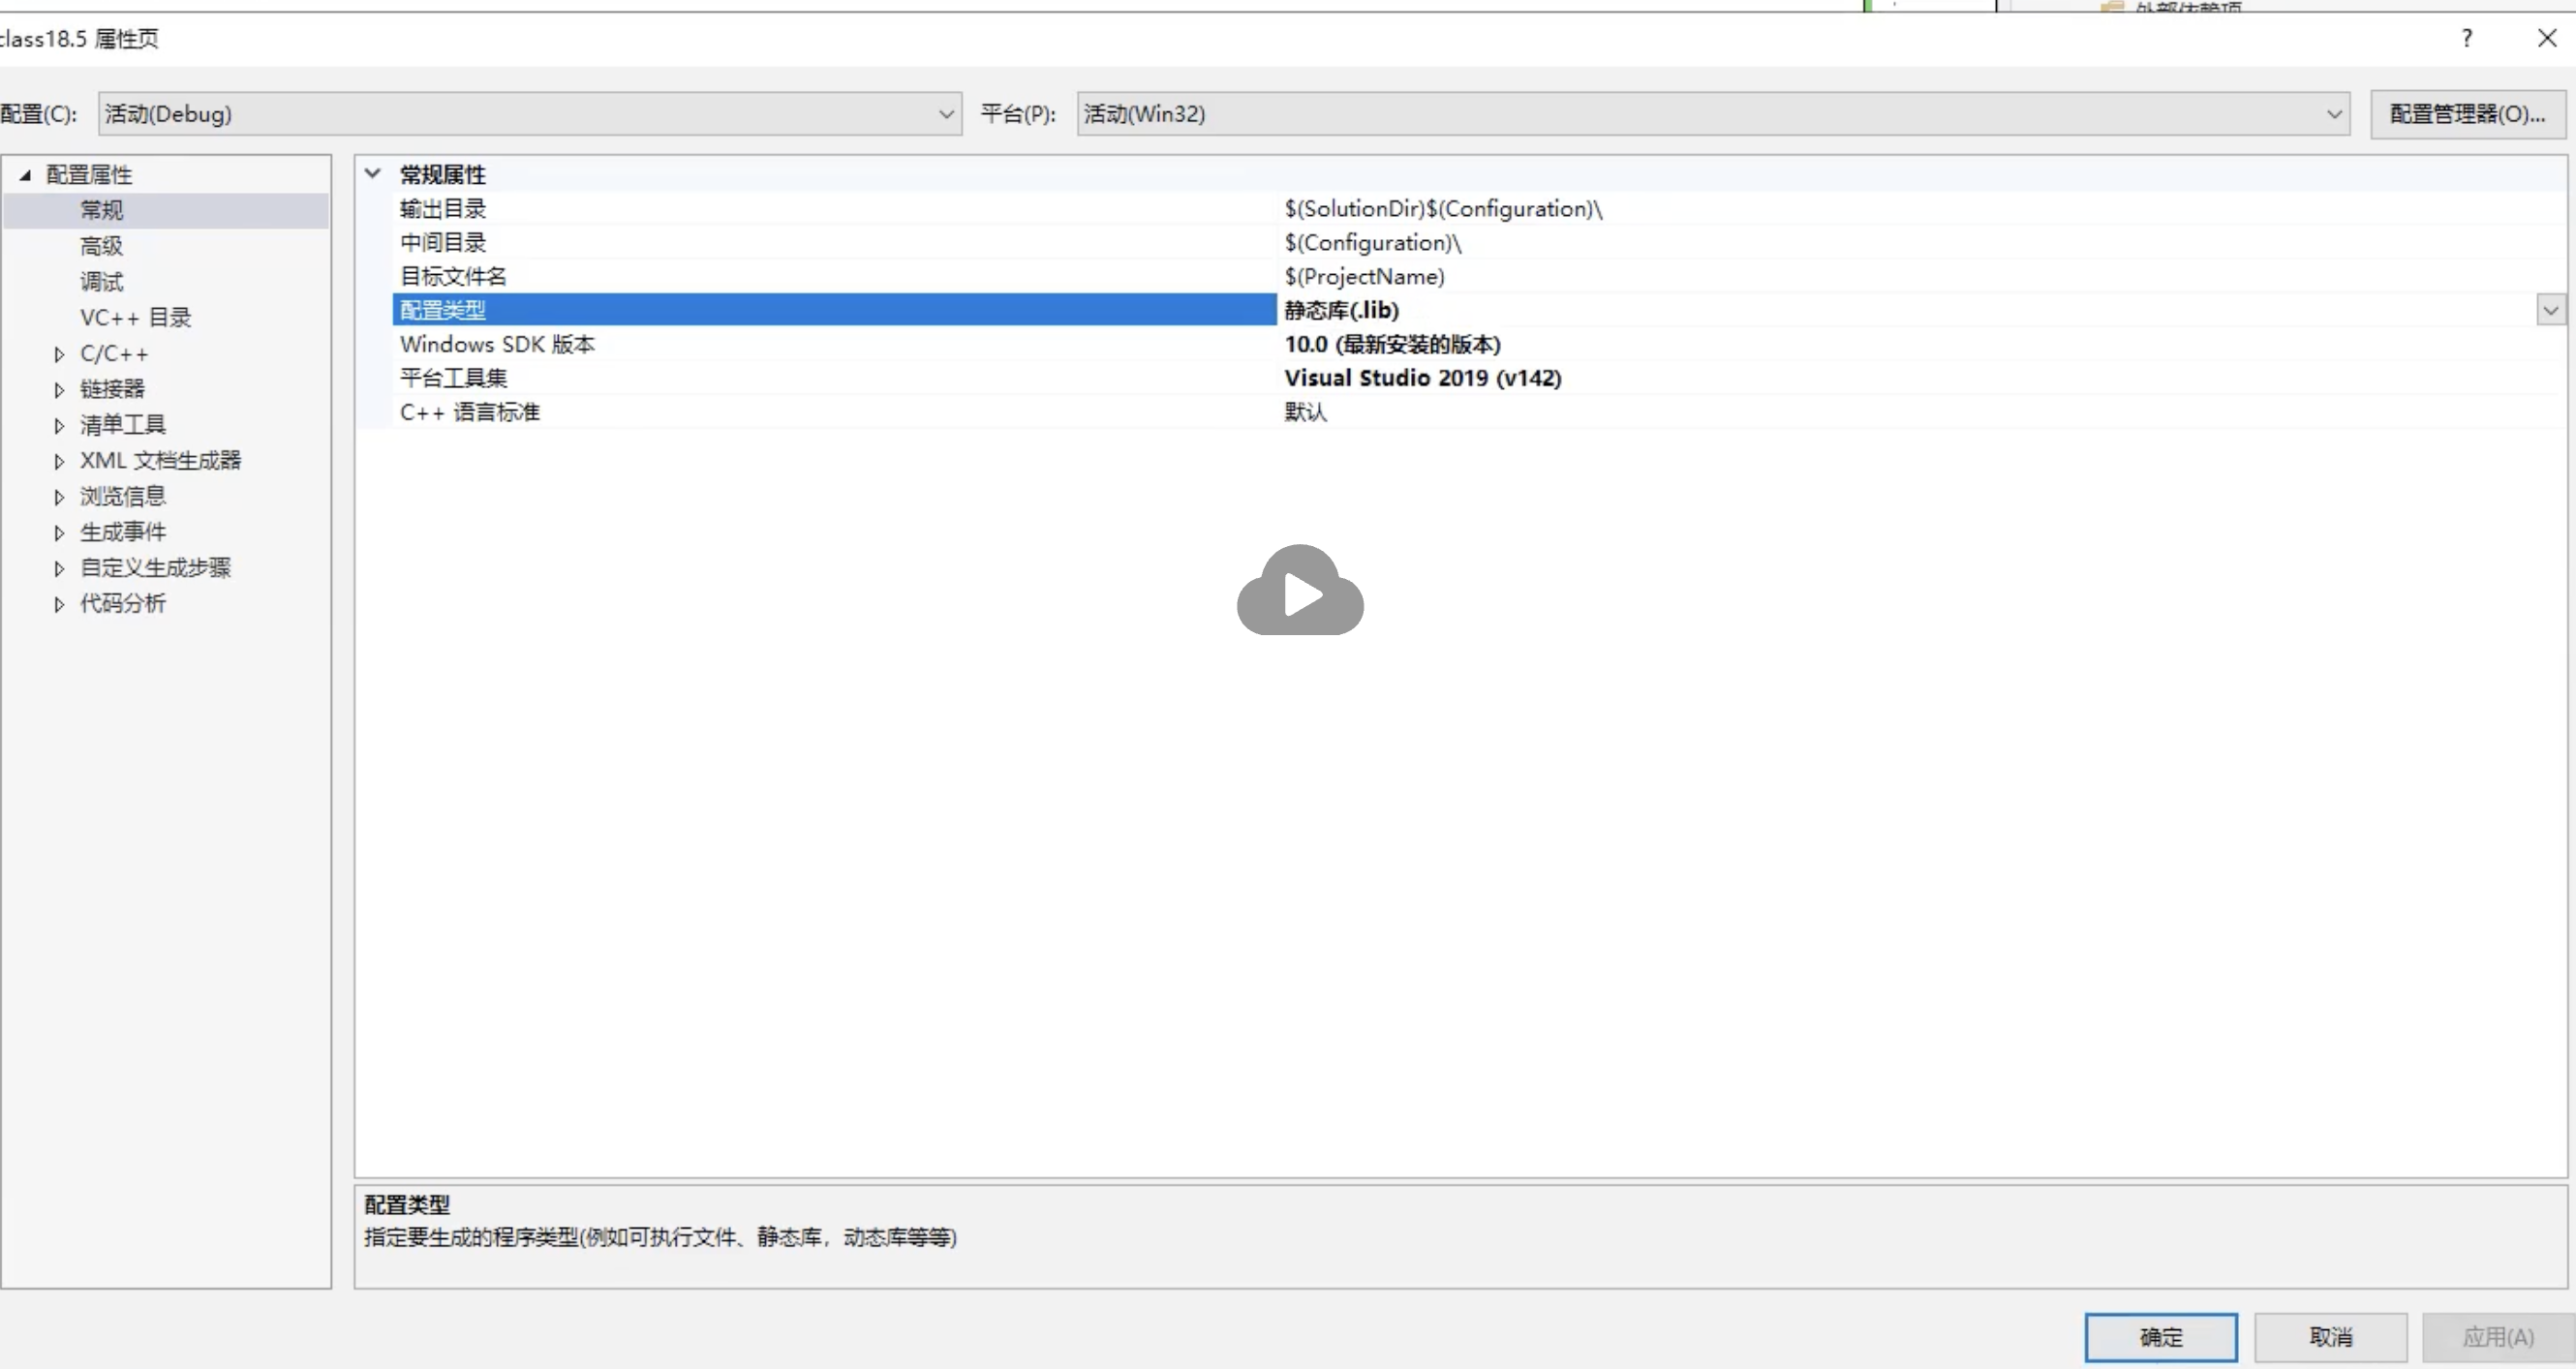 外部依赖项
class18.5 属性页
?
配置(C):
活动(Debug)
平台(P):
活动(Win32)
配置管理器(O)...
配置属性
常规
高级
调试
VC++ 目录
C/C++
链接器
清单工具
XML 文档生成器
浏览信息
生成事件
自定义生成步骤
代码分析
常规属性
输出目录 $(SolutionDir)$(Configuration)\
中间目录 $(Configuration)\
目标文件名 $(ProjectName)
配置类型 静态库(.lib)
Windows SDK 版本 10.0 (最新安装的版本)
平台工具集 Visual Studio 2019 (v142)
C++ 语言标准 默认
配置类型
指定要生成的程序类型(例如可执行文件、静态库，动态库等等)
确定
取消
应用(A)